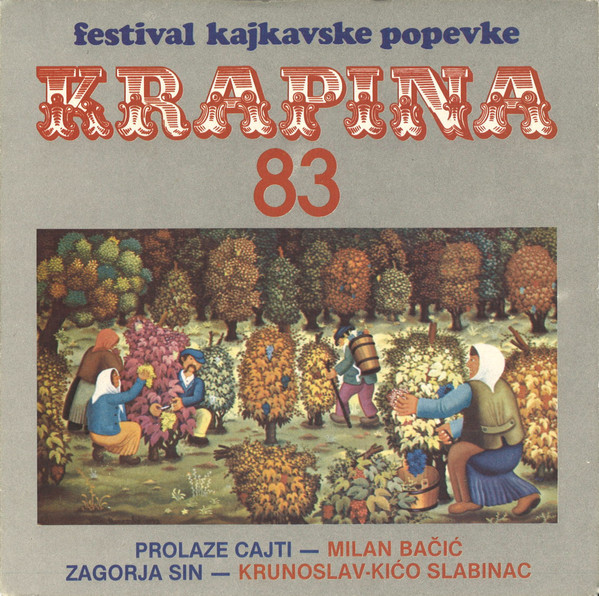 festival kajkavske popevke
KRAPINA
83
PROLAZE CAJTI — MILAN BAČIĆ
ZAGORJA SIN — KRUNOSLAV-KIĆO SLABINAC